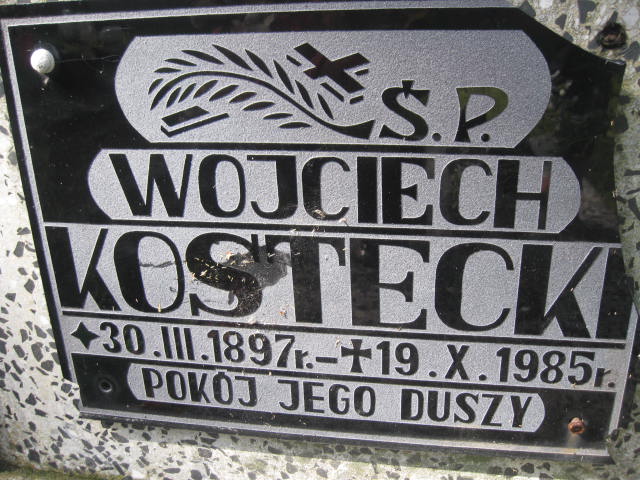 Ś.P.
WOJCIECH
KOSTECKI
✦30.III.1897r.-✝19.X.1985r.
POKÓJ JEGO DUSZY